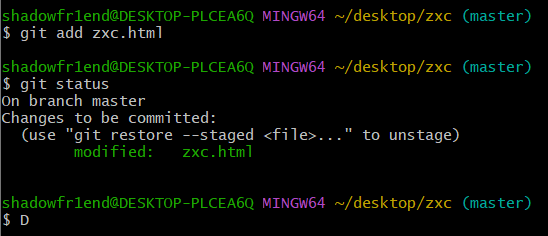 shadowfr1end@DESKTOP-PLCEA6Q MINGW64 ~/desktop/zxc (master)
$ git add zxc.html
shadowfr1end@DESKTOP-PLCEA6Q MINGW64 ~/desktop/zxc (master)
$ git status
On branch master
Changes to be committed:
  (use "git restore --staged <file>..." to unstage)
        modified:   zxc.html
shadowfr1end@DESKTOP-PLCEA6Q MINGW64 ~/desktop/zxc (master)
$ D